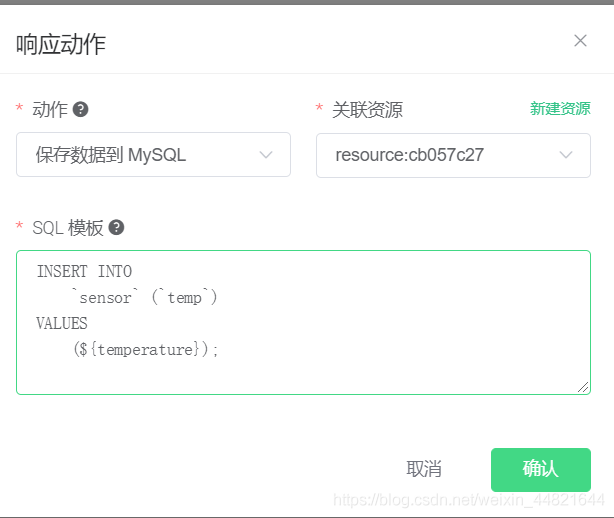 响应动作
* 动作 ?
* 关联资源
新建资源
保存数据到 MySQL
resource:cb057c27
* SQL 模板 ?
INSERT INTO
`sensor` (`temp`)
VALUES
(${temperature});
取消
确认
https://blog.csdn.net/weixin_44821644